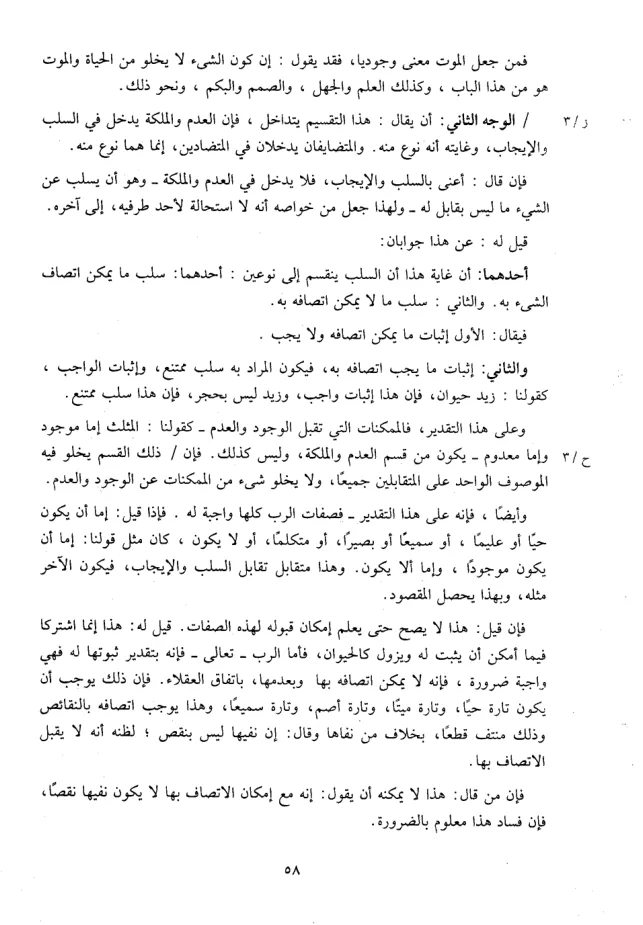 فمن جعل الموت معنى وجوديا، فقد يقول : إن كون الشىء لا يخلو من الحياة والموت
هو من هذا الباب ، وكذلك العلم والجهل ، والصمم والبكم ، ونحو ذلك.
ز/٣ / الوجه الثاني: أن يقال : هذا التقسيم يتداخل ، فإن العدم والملكة يدخل في السلب
والإيجاب، وغايته أنه نوع منه. والمتضايفان يدخلان في المتضادين، إنما هما نوع منه.
فإن قال : أعنى بالسلب والإيجاب، فلا يدخل في العدم والملكة ـ وهو أن يسلب عن
الشىء ما ليس بقابل له ـ ولهذا جعل من خواصه أنه لا استحالة لأحد طرفيه، إلى آخره.
قيل له : عن هذا جوابان:
أحدهما: أن غاية هذا أن السلب ينقسم إلى نوعين : أحدهما: سلب ما يمكن اتصاف
الشىء به. والثاني : سلب ما لا يمكن اتصافه به.
فيقال: الأول إثبات ما يمكن اتصافه ولا يجب .
والثاني: إثبات ما يجب اتصافه به، فيكون المراد به سلب ممتنع، وإثبات الواجب ،
كقولنا : زيد حيوان، فإن هذا إثبات واجب، وزيد ليس بحجر، فإن هذا سلب ممتنع.
وعلى هذا التقدير، فالممكنات التي تقبل الوجود والعدم ـ كقولنا : المثلث إما موجود
ح/٣ وإما معدوم ـ يكون من قسم العدم والملكة، وليس كذلك. فإن / ذلك القسم يخلو فيه
الموصوف الواحد على المتقابلين جميعًا، ولا يخلو شىء من الممكنات عن الوجود والعدم.
وأيضًا ، فإنه على هذا التقدير ـ فصفات الرب كلها واجبة له . فإذا قيل: إما أن يكون
حيًا أو عليمًا ، أو سميعًا أو بصيرًا، أو متكلمًا، أو لا يكون ، كان مثل قولنا: إما أن
يكون موجودًا ، وإما ألا يكون. وهذا متقابل تقابل السلب والإيجاب، فيكون الآخر
مثله، وبهذا يحصل المقصود.
فإن قيل: هذا لا يصح حتى يعلم إمكان قبوله لهذه الصفات. قيل له: هذا إنما اشتركا
فيما أمكن أن يثبت له ويزول كالحيوان، فأما الرب ـ تعالى ـ فإنه بتقدير ثبوتها له فهي
واجبة ضرورة ، فإنه لا يمكن اتصافه بها وبعدمها، باتفاق العقلاء. فإن ذلك يوجب أن
يكون تارة حيًا، وتارة ميتًا، وتارة أصم، وتارة سميعًا، وهذا يوجب اتصافه بالنقائص
وذلك منتف قطعًا، بخلاف من نفاها وقال: إن نفيها ليس بنقص ؛ لظنه أنه لا يقبل
الاتصاف بها.
فإن من قال: هذا لا يمكنه أن يقول: إنه مع إمكان الاتصاف بها لا يكون نفيها نقصًا،
فإن فساد هذا معلوم بالضرورة.
٥٨